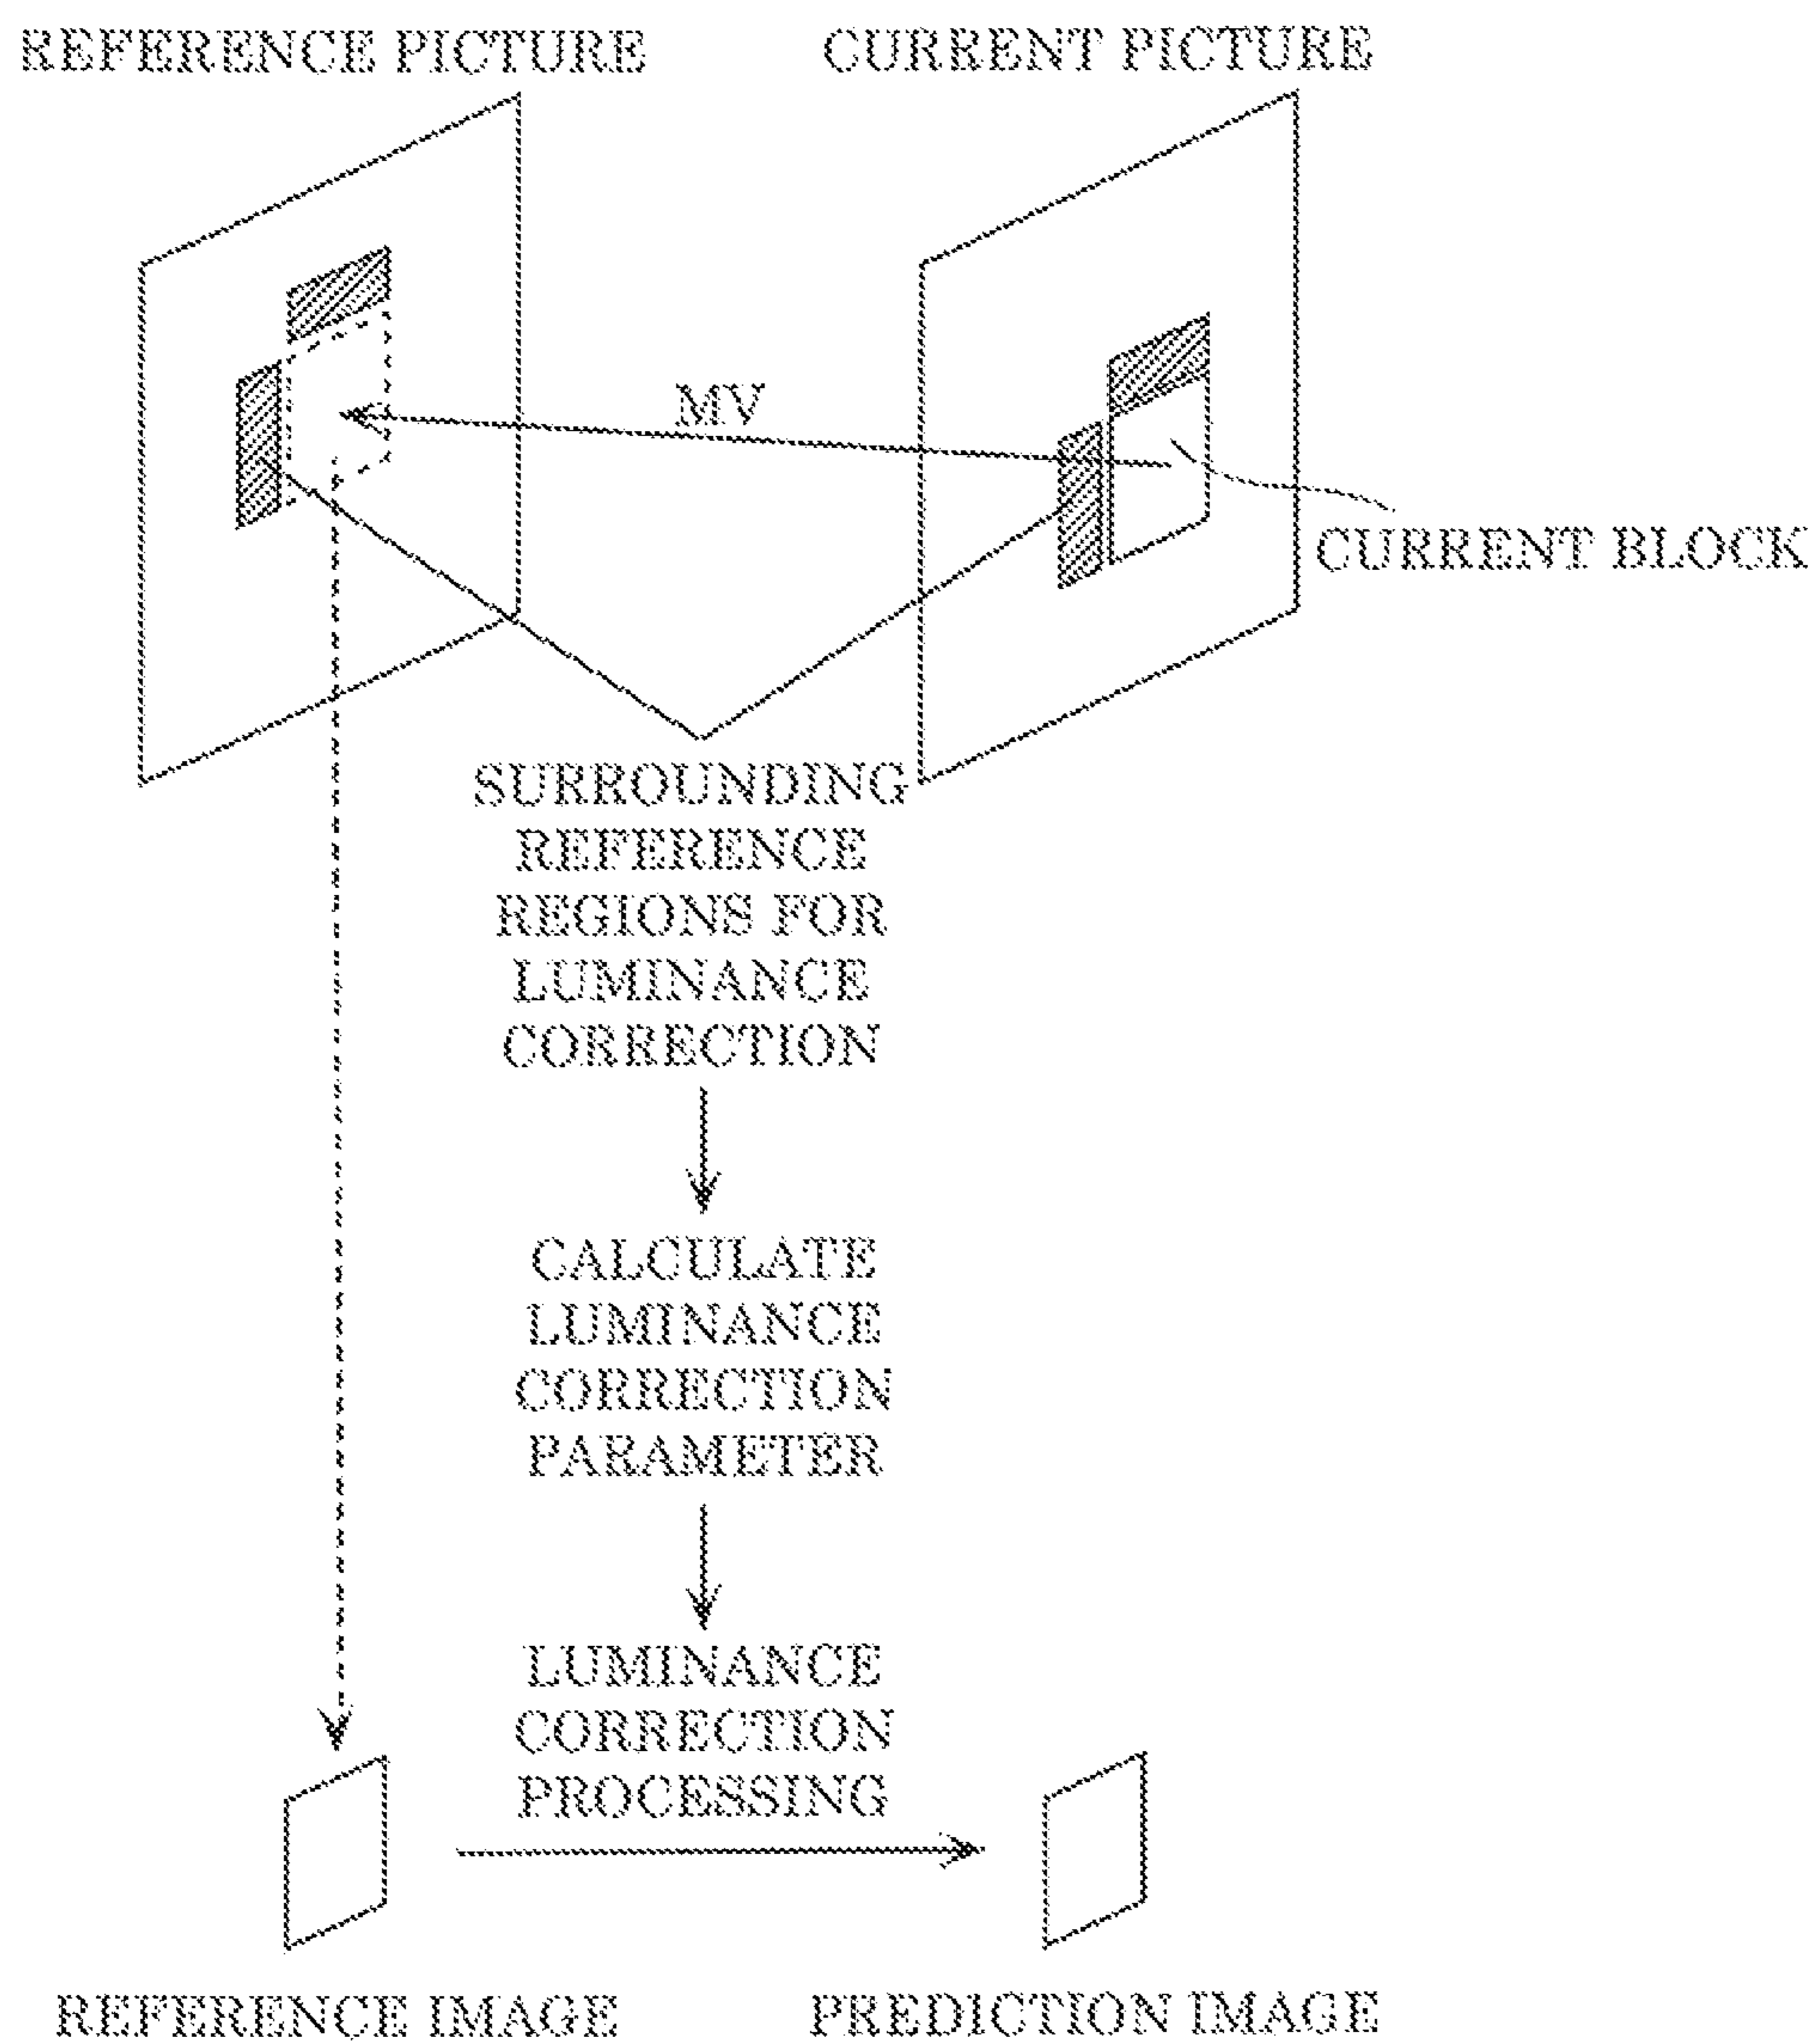 REFERENCE PICTURE
CURRENT PICTURE
MV
CURRENT BLOCK
SURROUNDING
REFERENCE
REGIONS FOR
LUMINANCE
CORRECTION
CALCULATE
LUMINANCE
CORRECTION
PARAMETER
LUMINANCE
CORRECTION
PROCESSING
REFERENCE IMAGE
PREDICTION IMAGE